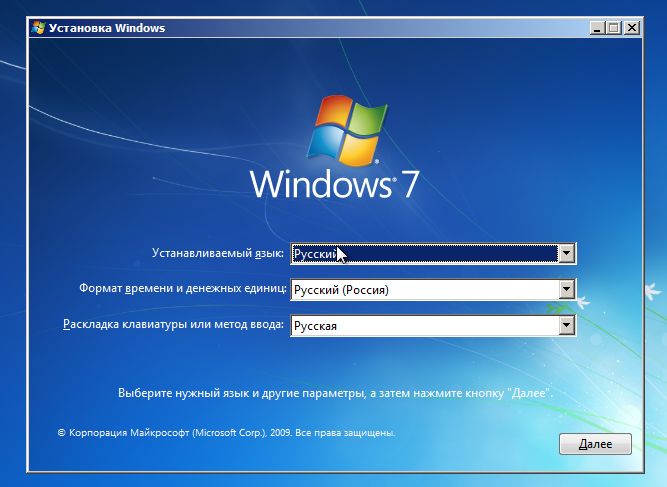 Установка Windows
Windows® 7
Устанавливаемый язык: Русский
Формат времени и денежных единиц: Русский (Россия)
Раскладка клавиатуры или метод ввода: Русская
Выберите нужный язык и другие параметры, а затем нажмите кнопку "Далее".
© Корпорация Майкрософт (Microsoft Corp.), 2009. Все права защищены.
Далее